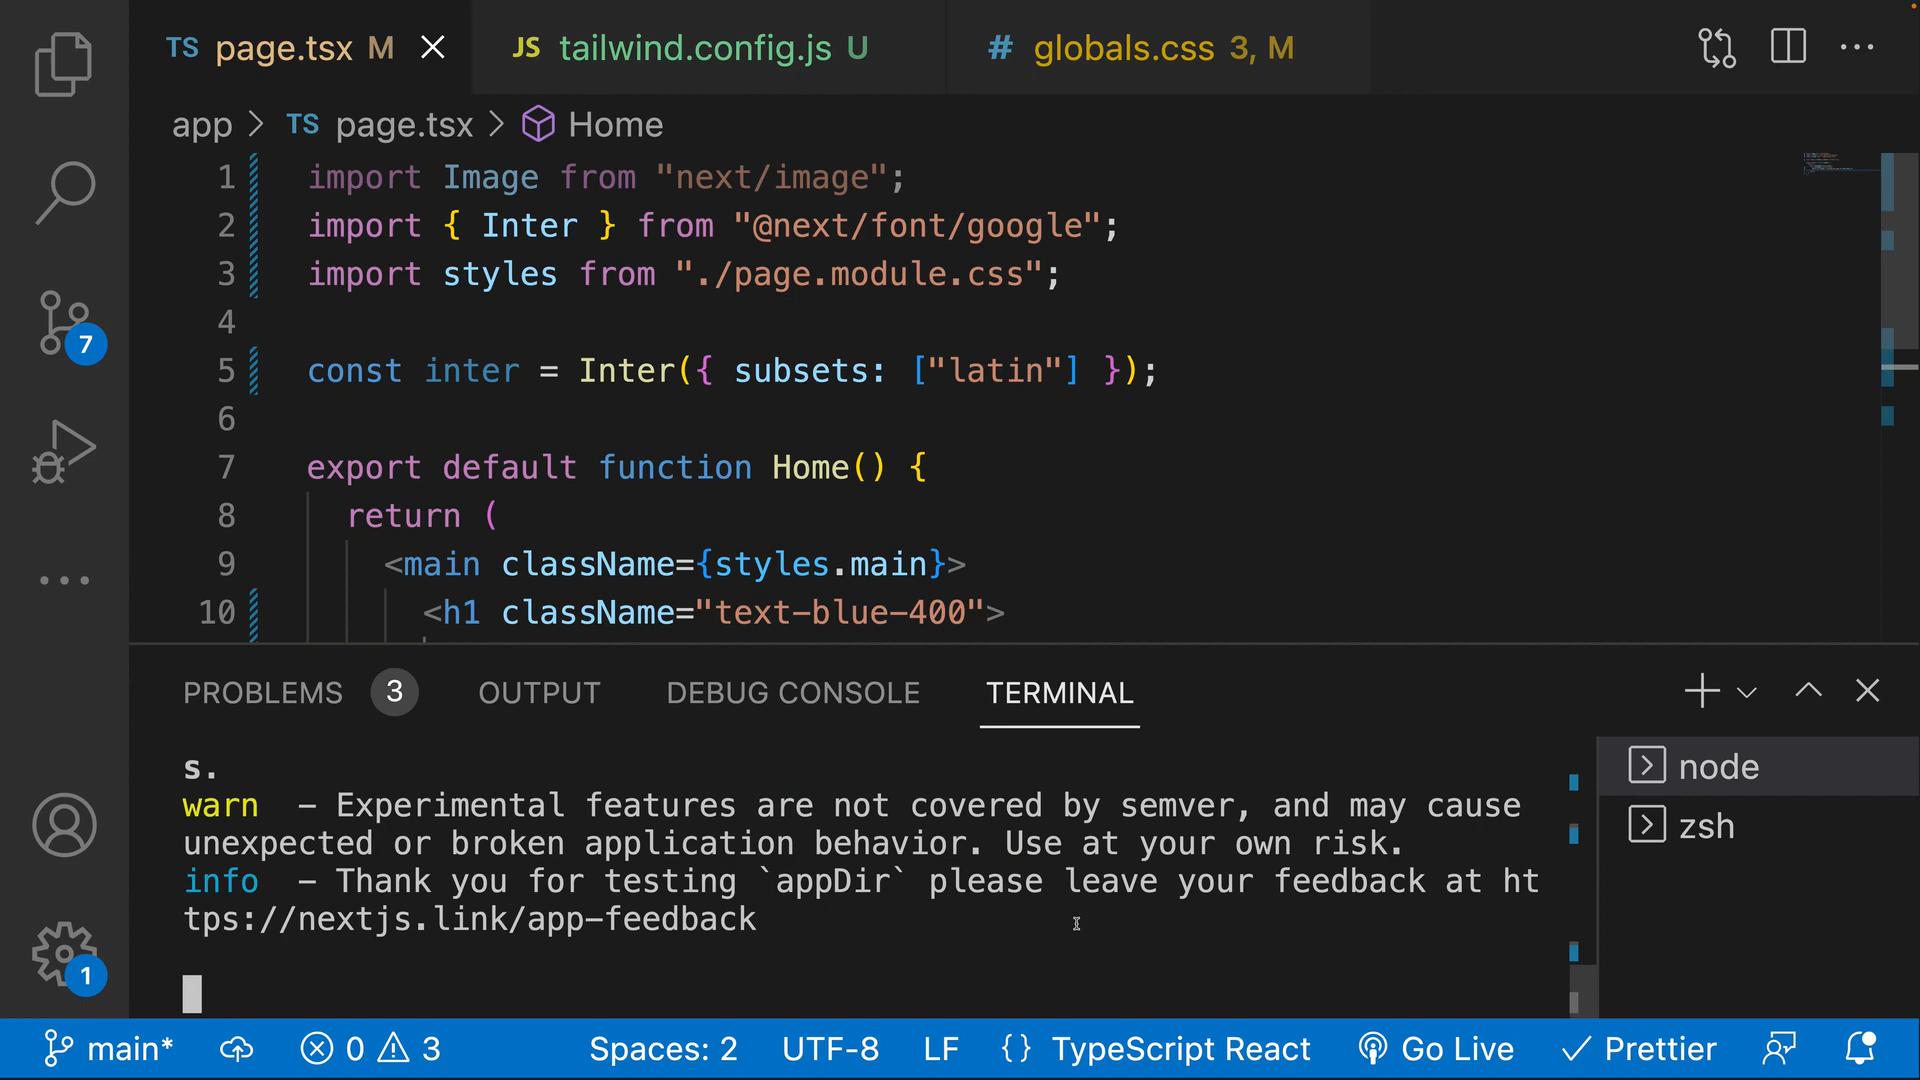 TS page.tsx M JS tailwind.config.js U # globals.css 3, M
app > TS page.tsx > Home
1 import Image from "next/image";
2 import { Inter } from "@next/font/google";
3 import styles from "./page.module.css";
4
5 const inter = Inter({ subsets: ["latin"] });
6
7 export default function Home() {
8 return (
9 <main className={styles.main}>
10 <h1 className="text-blue-400">
7
1
PROBLEMS 3 OUTPUT DEBUG CONSOLE TERMINAL
s.
warn - Experimental features are not covered by semver, and may cause
unexpected or broken application behavior. Use at your own risk.
info - Thank you for testing `appDir` please leave your feedback at ht
tps://nextjs.link/app-feedback
node
zsh
main* 0 3 Spaces: 2 UTF-8 LF {} TypeScript React Go Live Prettier